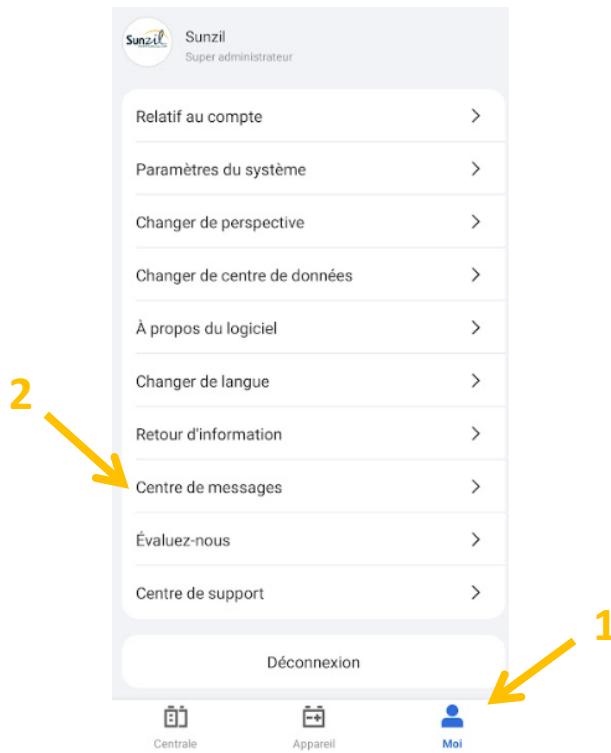 Sunzil
Sunzil
Super administrateur
Relatif au compte
Paramètres du système
Changer de perspective
Changer de centre de données
À propos du logiciel
Changer de langue
2
Retour d'information
Centre de messages
Évaluez-nous
Centre de support
1
Déconnexion
Centrale
Appareil
Moi